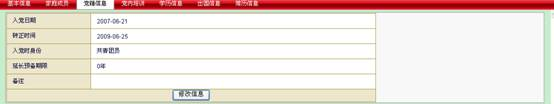 基本信息 家庭成员 党籍信息 党内培训 学历信息 出国信息 履历信息
入党日期 2007-06-21
转正时间 2009-06-25
入党时身份 共青团员
延长预备期限 0年
备注
修改信息